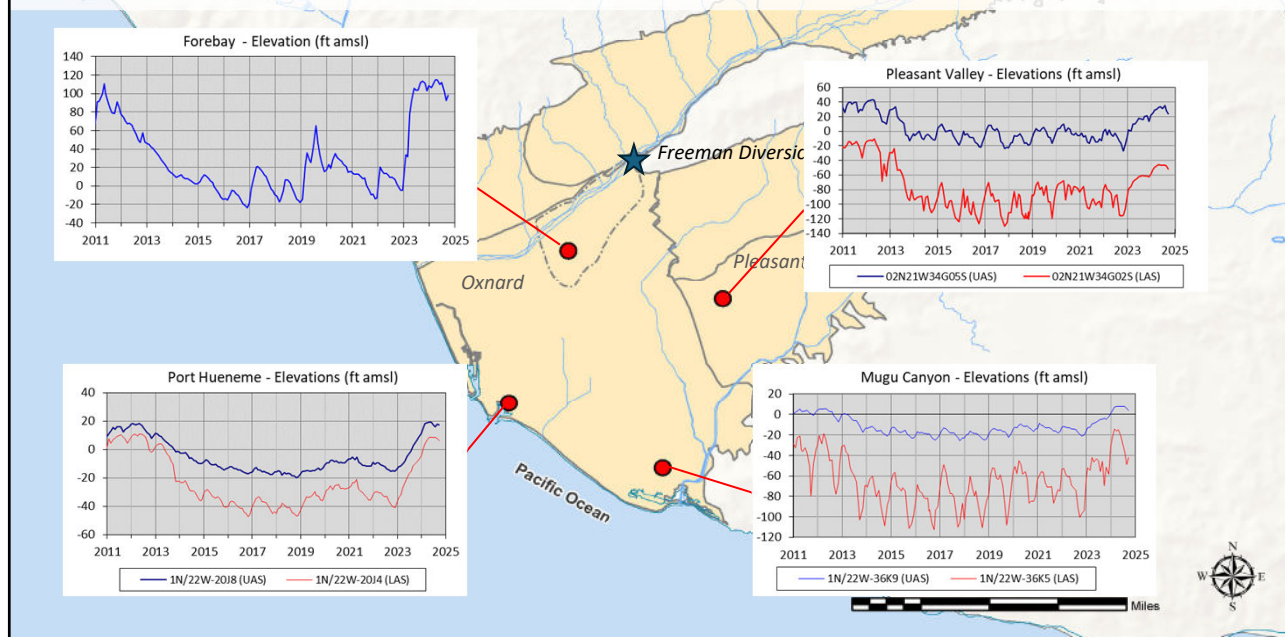 Forebay - Elevation (ft amsl)
140
120
100
80
60
40
20
0
-20
-40
2011 2013 2015 2017 2019 2021 2023 2025
Pleasant Valley - Elevations (ft amsl)
60
40
20
0
-20
-40
-60
-80
-100
-120
-140
2011 2013 2015 2017 2019 2021 2023 2025
02N21W34G05S (UAS) 02N21W34G02S (LAS)
Freeman Diversic
Oxnard
Pleasant
Port Hueneme - Elevations (ft amsl)
40
20
0
-20
-40
-60
2011 2013 2015 2017 2019 2021 2023 2025
1N/22W-20J8 (UAS) 1N/22W-20J4 (LAS)
Mugu Canyon - Elevations (ft amsl)
20
0
-20
-40
-60
-80
-100
-120
2011 2013 2015 2017 2019 2021 2023 2025
1N/22W-36K9 (UAS) 1N/22W-36K5 (LAS)
Pacific Ocean
N
W E
S
Miles